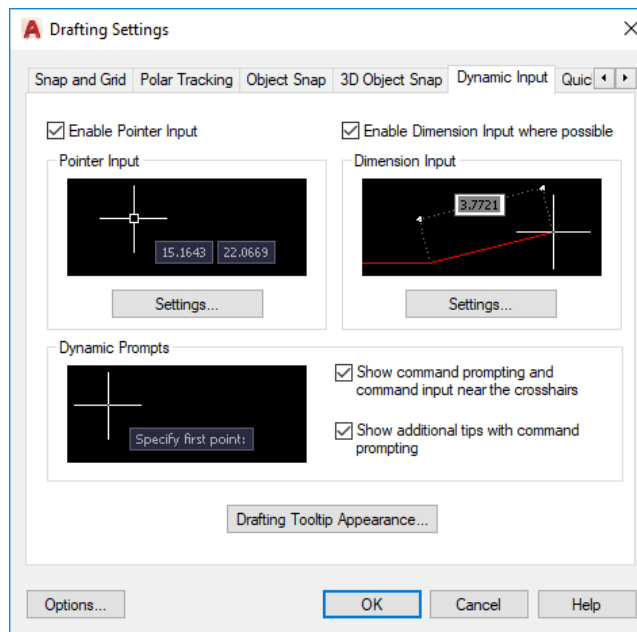 Drafting Settings
Snap and Grid Polar Tracking Object Snap 3D Object Snap Dynamic Input Quic
Enable Pointer Input
Enable Dimension Input where possible
Pointer Input
Dimension Input
15.1643 22.0669
3.7721
Settings...
Settings...
Dynamic Prompts
Specify first point:
Show command prompting and
command input near the crosshairs
Show additional tips with command
prompting
Drafting Tooltip Appearance...
Options... OK Cancel Help